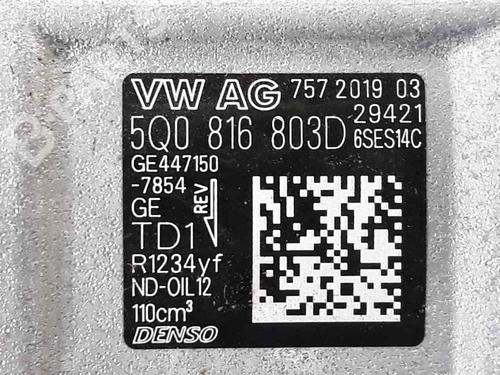 VW AG 757 2019 03
29421
5Q0 816 803D 6SES14C
GE447150
-7854
GE
REV
TD1
R1234yf
ND-OIL12
110cm³
DENSO